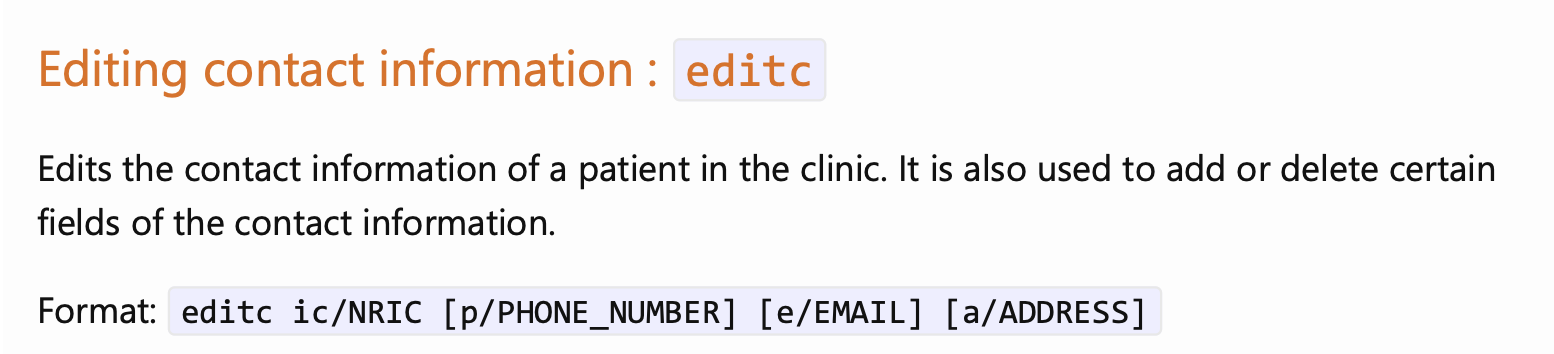 Editing contact information : editc
Edits the contact information of a patient in the clinic. It is also used to add or delete certain
fields of the contact information.
Format: editc ic/NRIC [p/PHONE_NUMBER] [e/EMAIL] [a/ADDRESS]